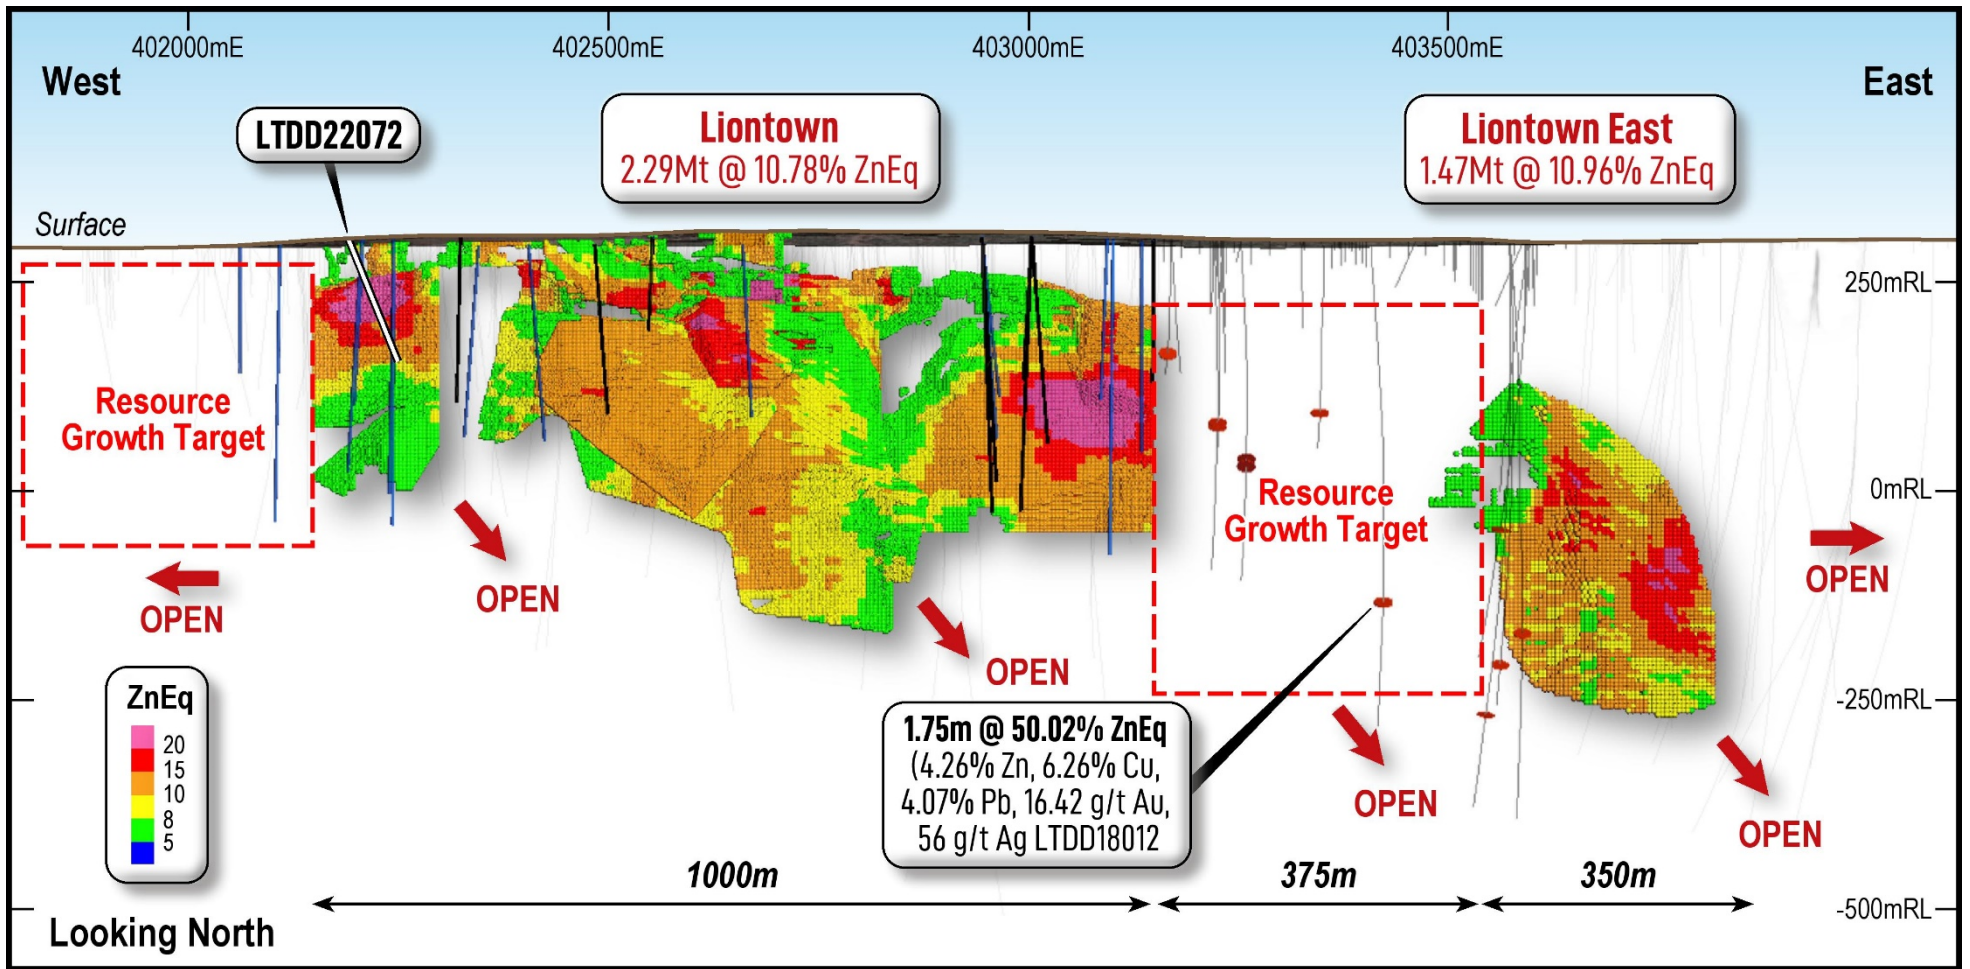 402000mE
402500mE
403000mE
403500mE
West
East
LTDD22072
Liontown
2.29Mt @ 10.78% ZnEq
Liontown East
1.47Mt @ 10.96% ZnEq
Surface
250mRL
Resource
Growth Target
0mRL
Resource
Growth Target
OPEN
OPEN
OPEN
OPEN
-250mRL
ZnEq
20
15
10
8
5
1.75m @ 50.02% ZnEq
(4.26% Zn, 6.26% Cu,
4.07% Pb, 16.42 g/t Au,
56 g/t Ag LTDD18012
OPEN
OPEN
1000m
375m
350m
-500mRL
Looking North